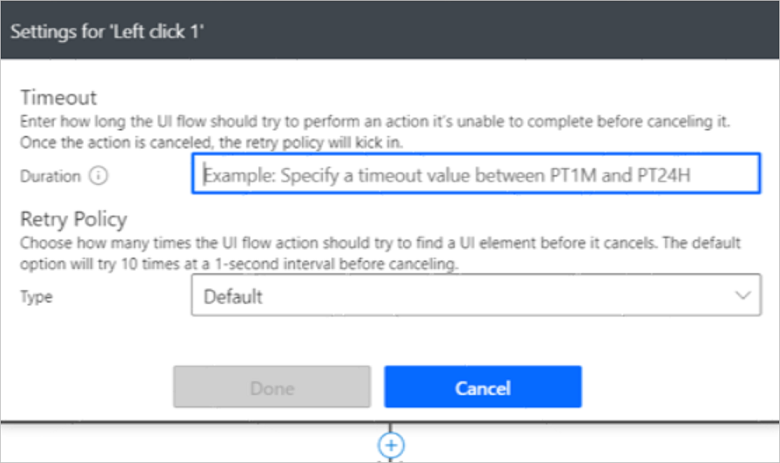 Settings for 'Left click 1'
Timeout
Enter how long the UI flow should try to perform an action it's unable to complete before canceling it.
Once the action is canceled, the retry policy will kick in.
Duration
Example: Specify a timeout value between PT1M and PT24H
Retry Policy
Choose how many times the UI flow action should try to find a UI element before it cancels. The default
option will try 10 times at a 1-second interval before canceling.
Type
Default
Done
Cancel